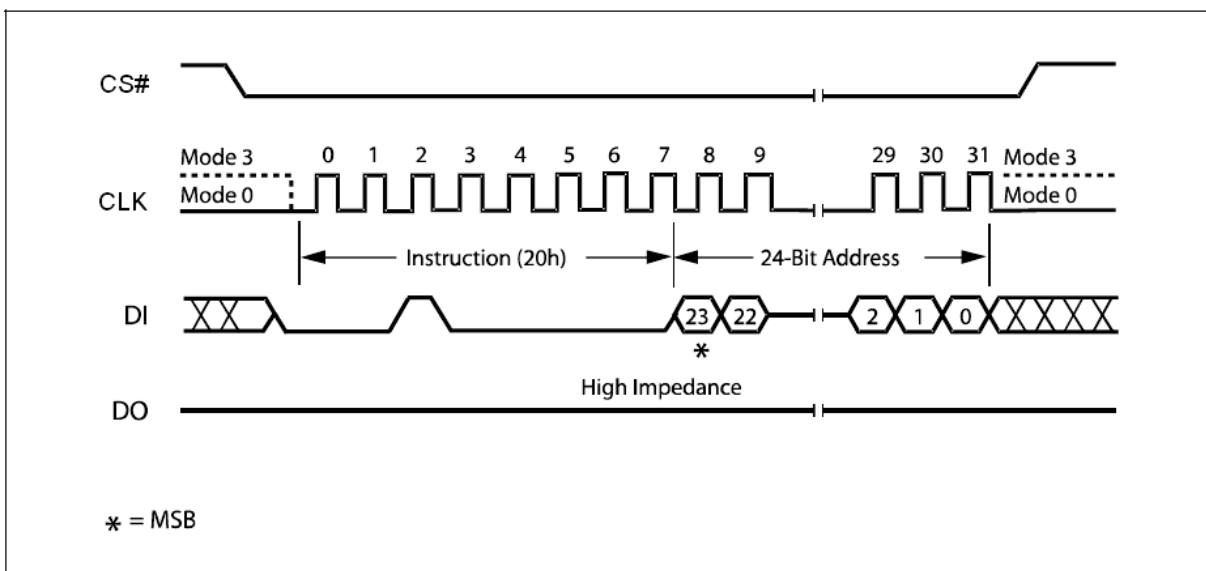 CS#
Mode 3 0 1 2 3 4 5 6 7 8 9 29 30 31 Mode 3
CLK Mode 0 Mode 0
Instruction (20h) 24-Bit Address
DI 23 22 2 1 0
*
High Impedance
DO
* = MSB